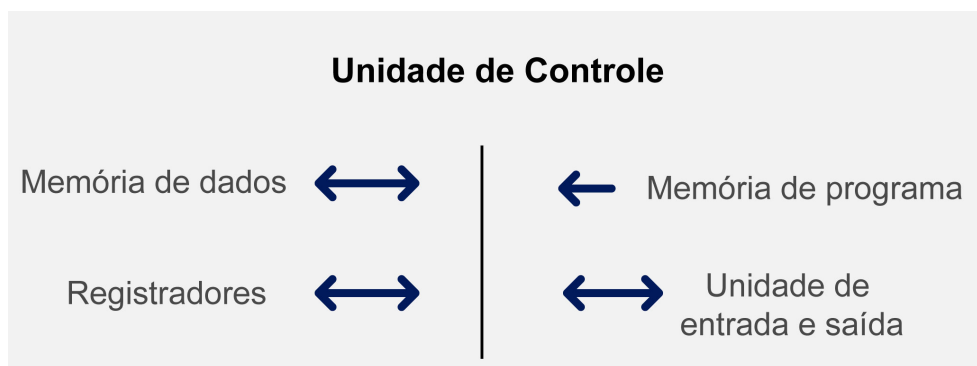 Unidade de Controle
Memória de dados
Memória de programa
Registradores
Unidade de
entrada e saída